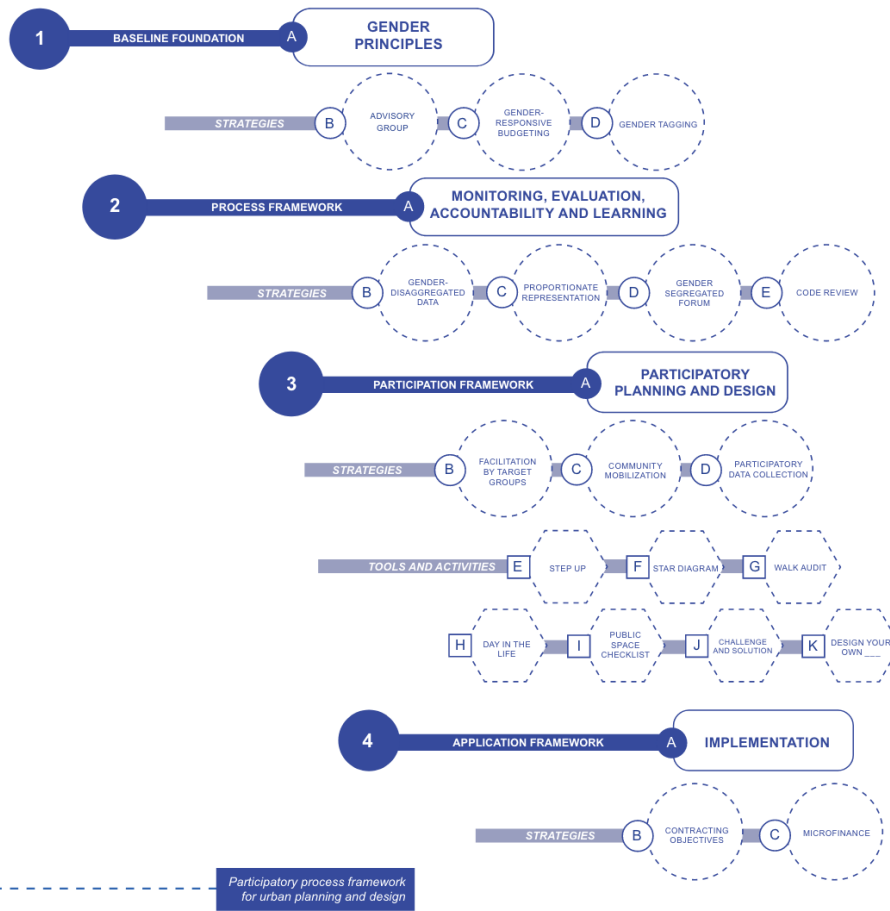 1
BASELINE FOUNDATION
A
GENDER
PRINCIPLES
STRATEGIES
B
ADVISORY
GROUP
C
GENDER-
RESPONSIVE
BUDGETING
D
GENDER TAGGING
2
PROCESS FRAMEWORK
A
MONITORING, EVALUATION,
ACCOUNTABILITY AND LEARNING
STRATEGIES
B
GENDER-
DISAGGREGATED
DATA
C
PROPORTIONATE
REPRESENTATION
D
GENDER
SEGREGATED
FORUM
E
CODE REVIEW
3
PARTICIPATION FRAMEWORK
A
PARTICIPATORY
PLANNING AND DESIGN
STRATEGIES
B
FACILITATION
BY TARGET
GROUPS
C
COMMUNITY
MOBILIZATION
D
PARTICIPATORY
DATA COLLECTION
TOOLS AND ACTIVITIES
E
STEP UP
F
STAR DIAGRAM
G
WALK AUDIT
H
DAY IN THE
LIFE
I
PUBLIC
SPACE
CHECKLIST
J
CHALLENGE
AND SOLUTION
K
DESIGN YOUR
OWN ___
4
APPLICATION FRAMEWORK
A
IMPLEMENTATION
STRATEGIES
B
CONTRACTING
OBJECTIVES
C
MICROFINANCE
Participatory process framework
for urban planning and design